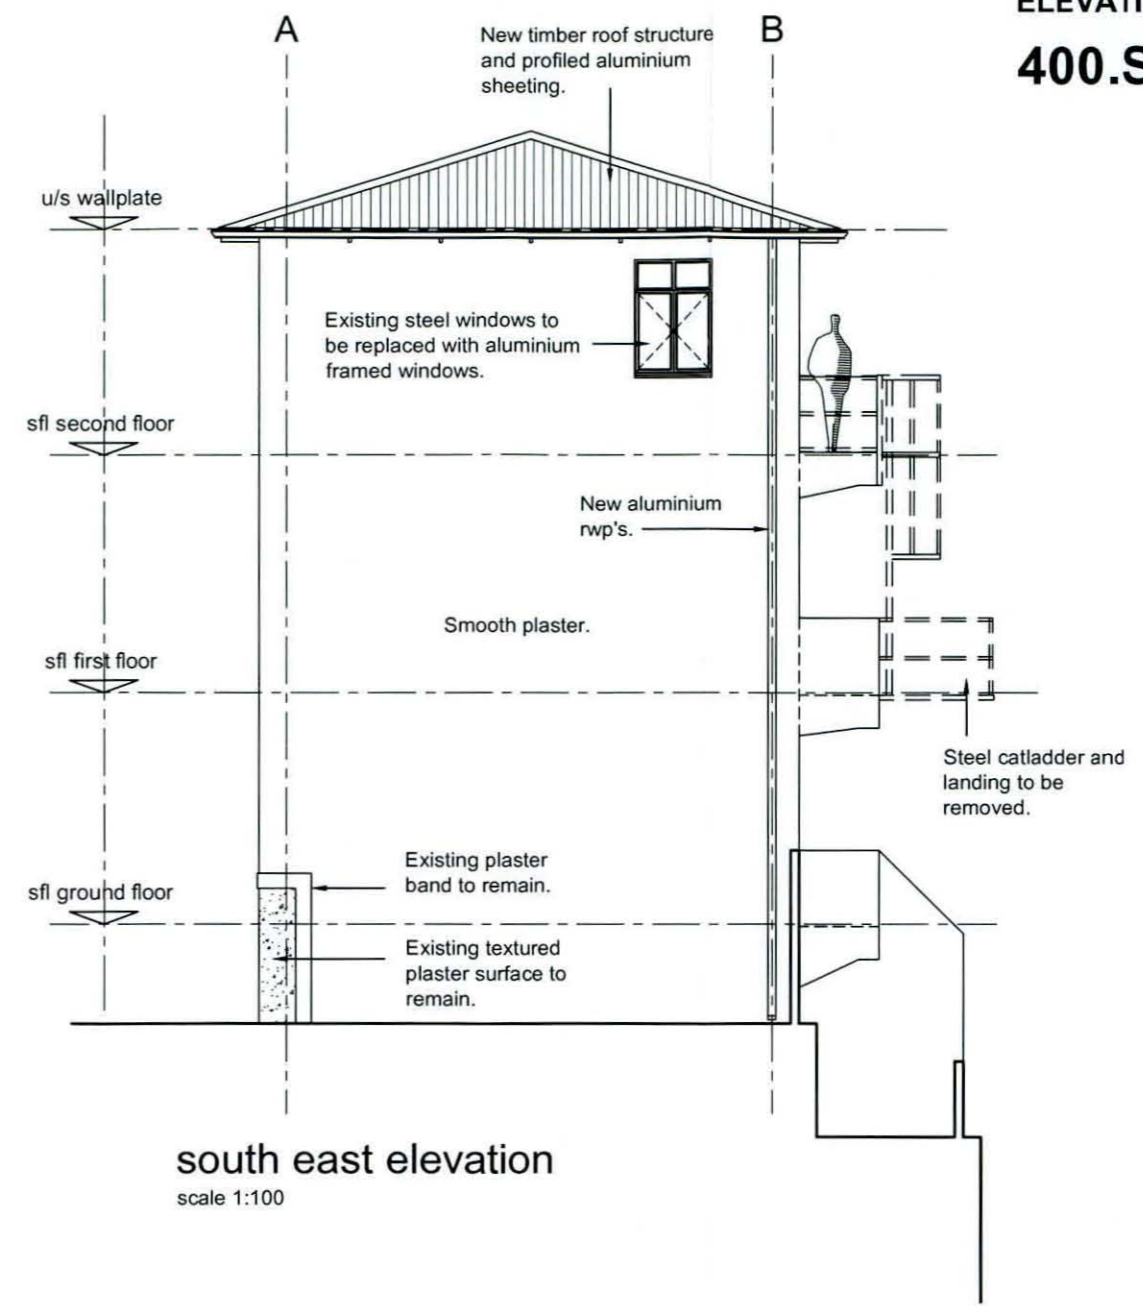 ELEVATI
400.S
A
B
New timber roof structure
and profiled aluminium
sheeting.
u/s wallplate
Existing steel windows to
be replaced with aluminium
framed windows.
sfl second floor
New aluminium
rwp's.
Smooth plaster.
sfl first floor
Steel catladder and
landing to be
removed.
Existing plaster
band to remain.
sfl ground floor
Existing textured
plaster surface to
remain.
south east elevation
scale 1:100